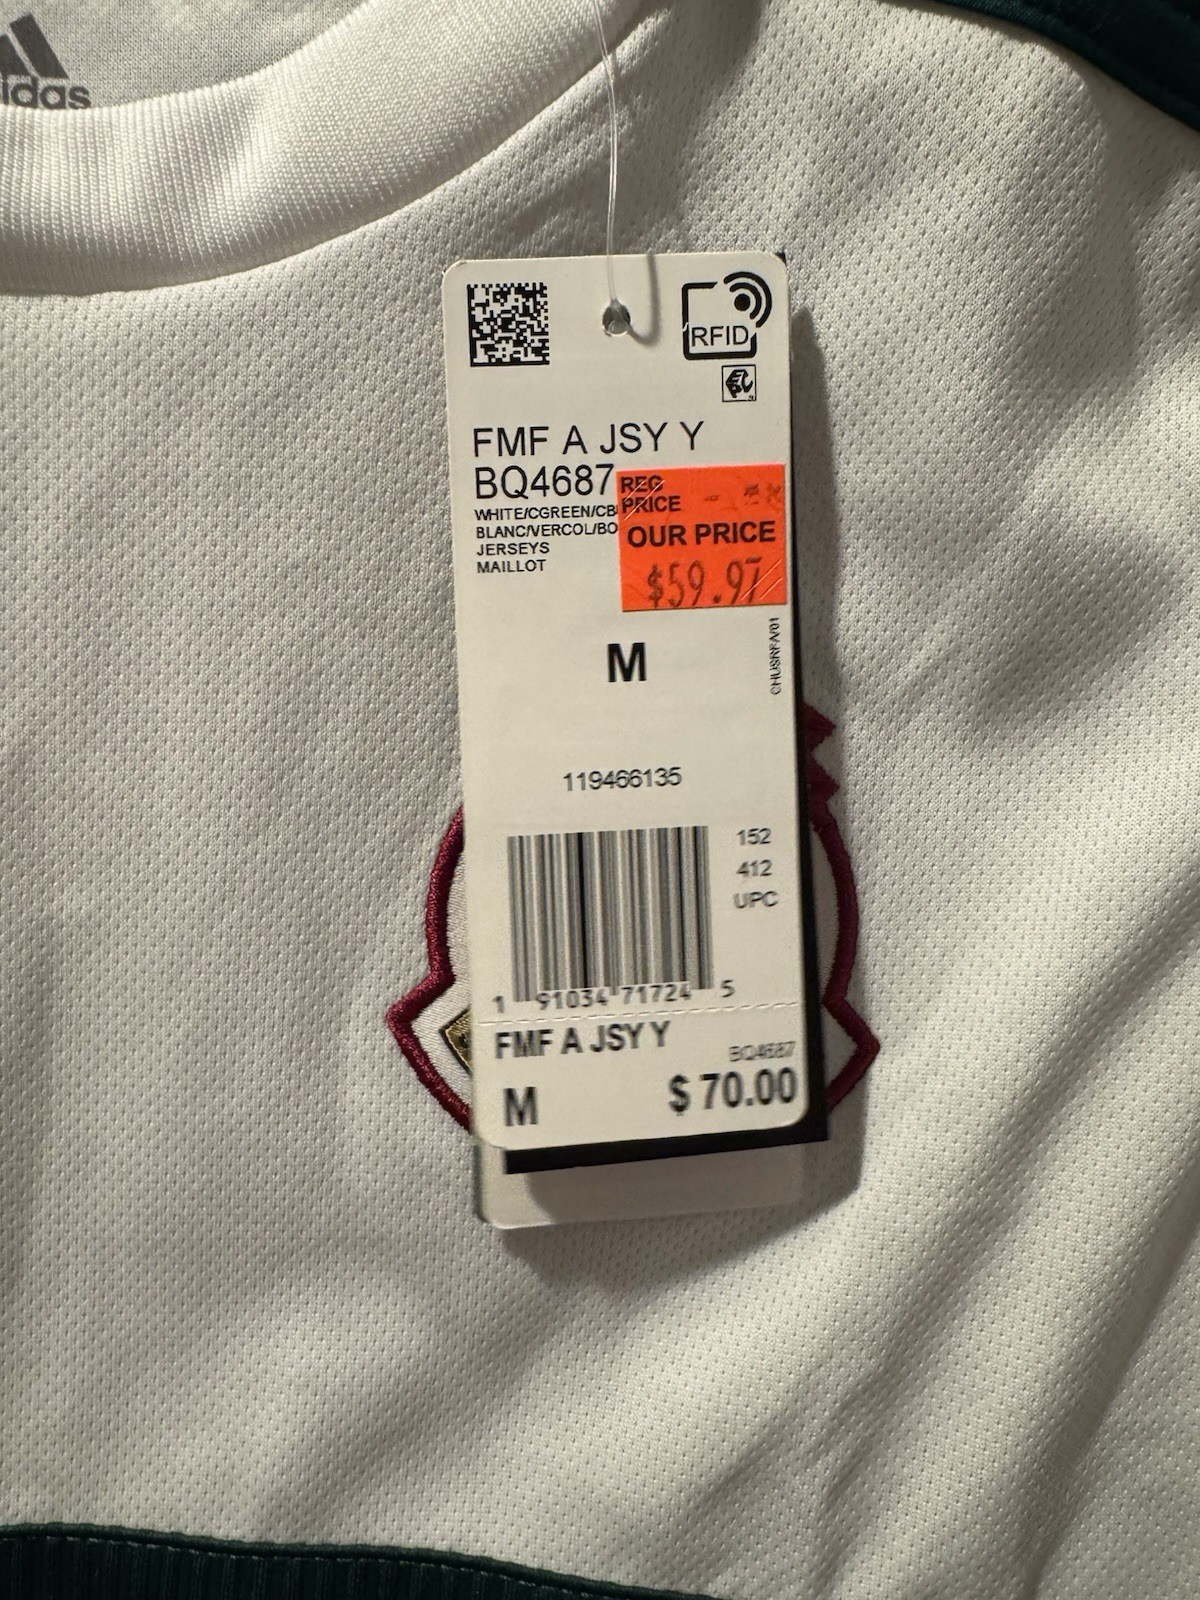 idas
RFID
FMF A JSY Y
BQ4687
WHITE/CGREEN/CB
BLANC/VERCOL/BO
JERSEYS
MAILLOT
REG
PRICE
OUR PRICE
$59.97
M
119466135
152
412
UPC
1 91034 71724 5
FMF A JSY Y
BQ4687
M $ 70.00